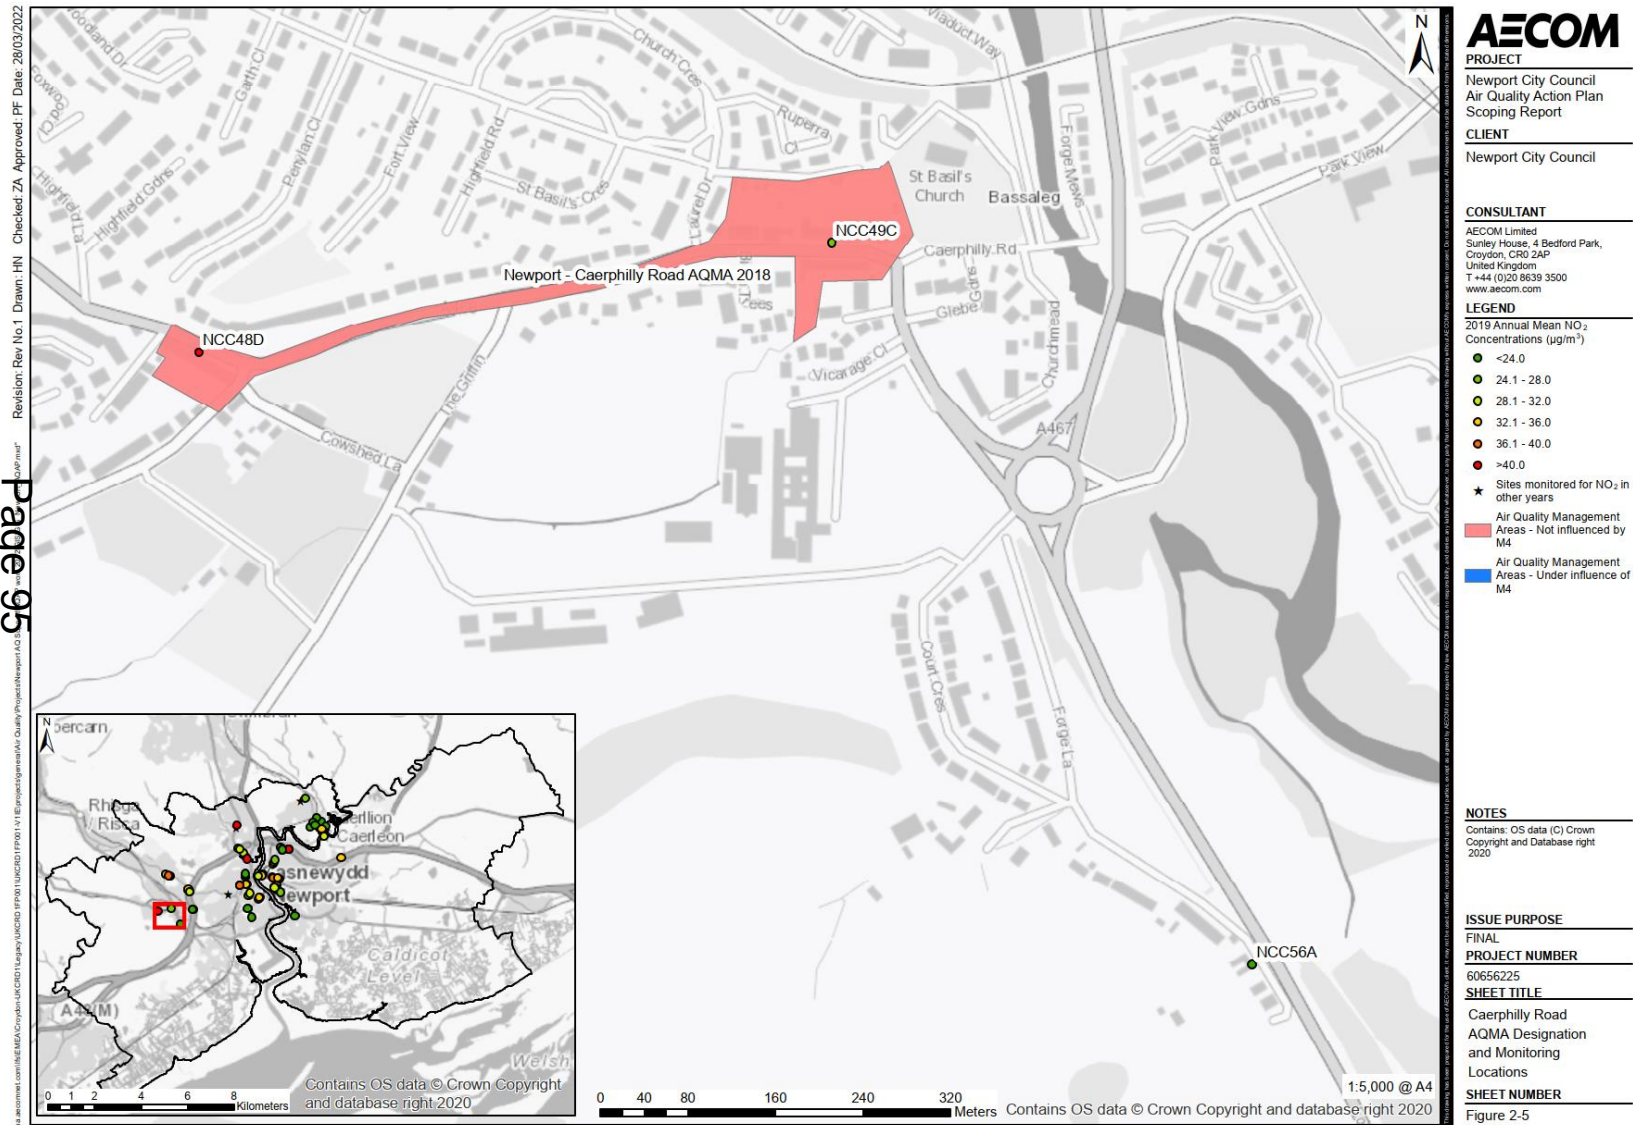 Revision: Rev No.1 Drawn: HN Checked: ZA Approved: PF Date: 28/03/2022
Page 95
Highfield La
Highfield Gdns
Garth Cl
Penylan Cl
Fort View
Highfield Rd
St Basil's Cres
Church Cres
Viaduct Way
Ruperra
Cl
Laurel Dr
St Basil's
Church
Bassaleg
Forge Mews
Park View Gdns
Park View
N
NCC49C
Caerphilly Rd
Newport - Caerphilly Road AQMA 2018
NCC48D
Glebe Gdns
Churchmead
Vicarage Cl
The Griffin
Cowshed La
A467
Court Cres
Forge La
NCC56A
N
Rhisga
/ Risca
Caerleon
Casnewydd
Newport
Caldicot
Level
Welsh
0 1 2 4 6 8
Kilometers
Contains OS data © Crown Copyright
and database right 2020
0 40 80 160 240 320
Meters
Contains OS data © Crown Copyright and database right 2020
1:5,000 @ A4
AECOM
PROJECT
Newport City Council
Air Quality Action Plan
Scoping Report
CLIENT
Newport City Council
CONSULTANT
AECOM Limited
Sunley House, 4 Bedford Park,
Croydon, CR0 2AP
United Kingdom
T +44 (0)20 8639 3500
www.aecom.com
LEGEND
2019 Annual Mean NO₂
Concentrations (µg/m³)
<24.0
24.1 - 28.0
28.1 - 32.0
32.1 - 36.0
36.1 - 40.0
>40.0
Sites monitored for NO₂ in
other years
Air Quality Management
Areas - Not influenced by
M4
Air Quality Management
Areas - Under influence of
M4
NOTES
Contains: OS data (C) Crown
Copyright and Database right
2020
ISSUE PURPOSE
FINAL
PROJECT NUMBER
60656225
SHEET TITLE
Caerphilly Road
AQMA Designation
and Monitoring
Locations
SHEET NUMBER
Figure 2-5